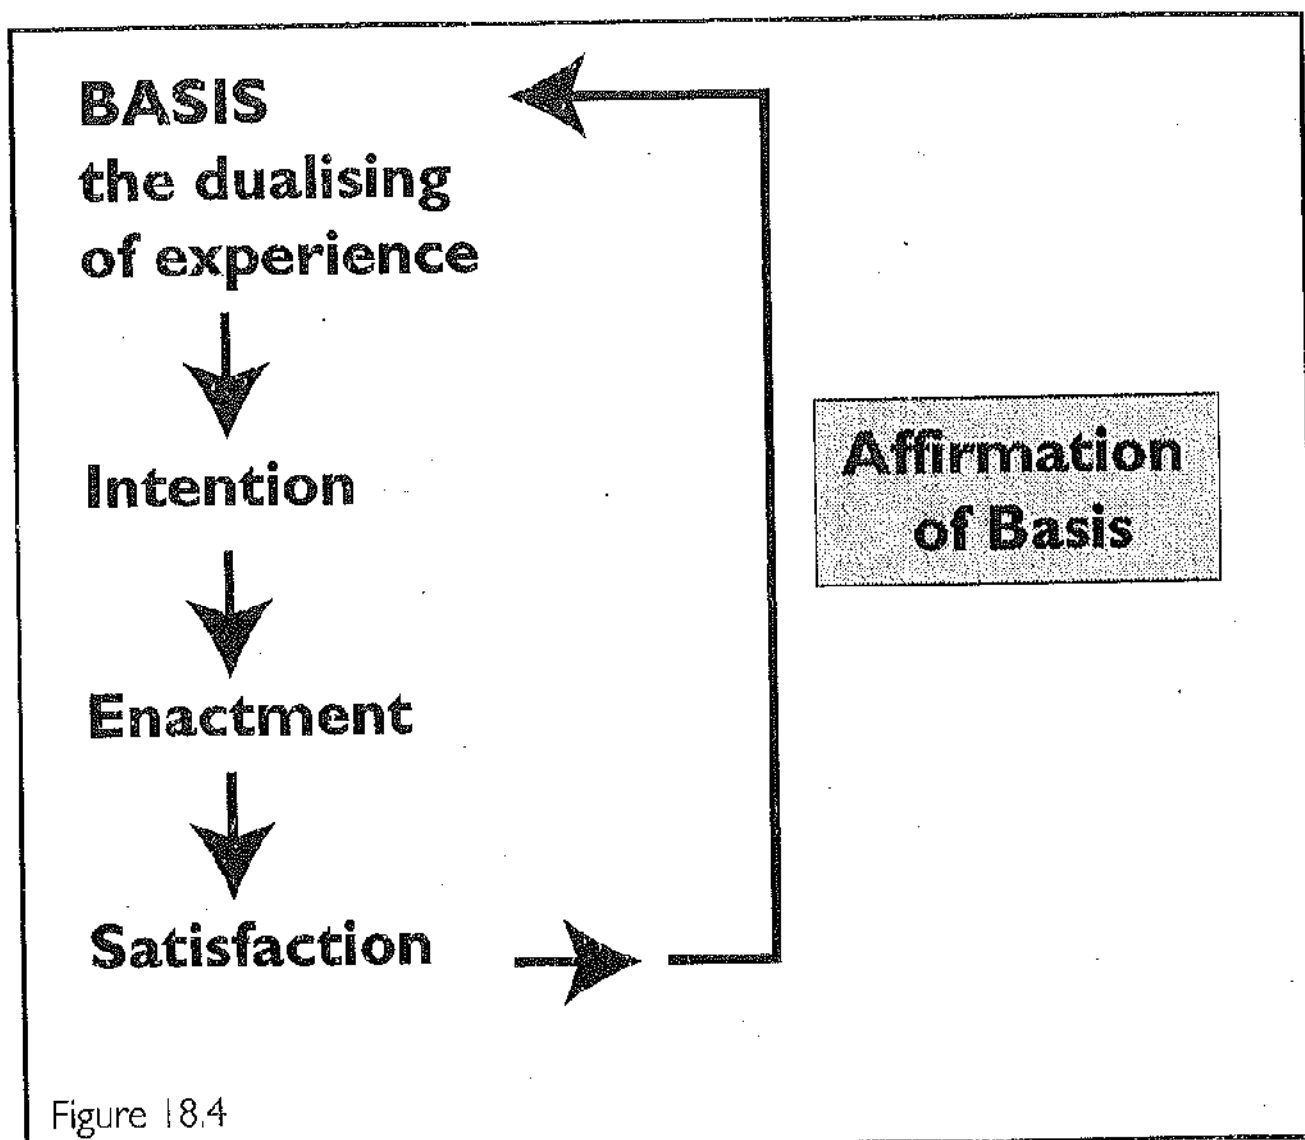 BASIS
the dualising
of experience
Intention
Enactment
Satisfaction
Affirmation
of Basis
Figure 18.4